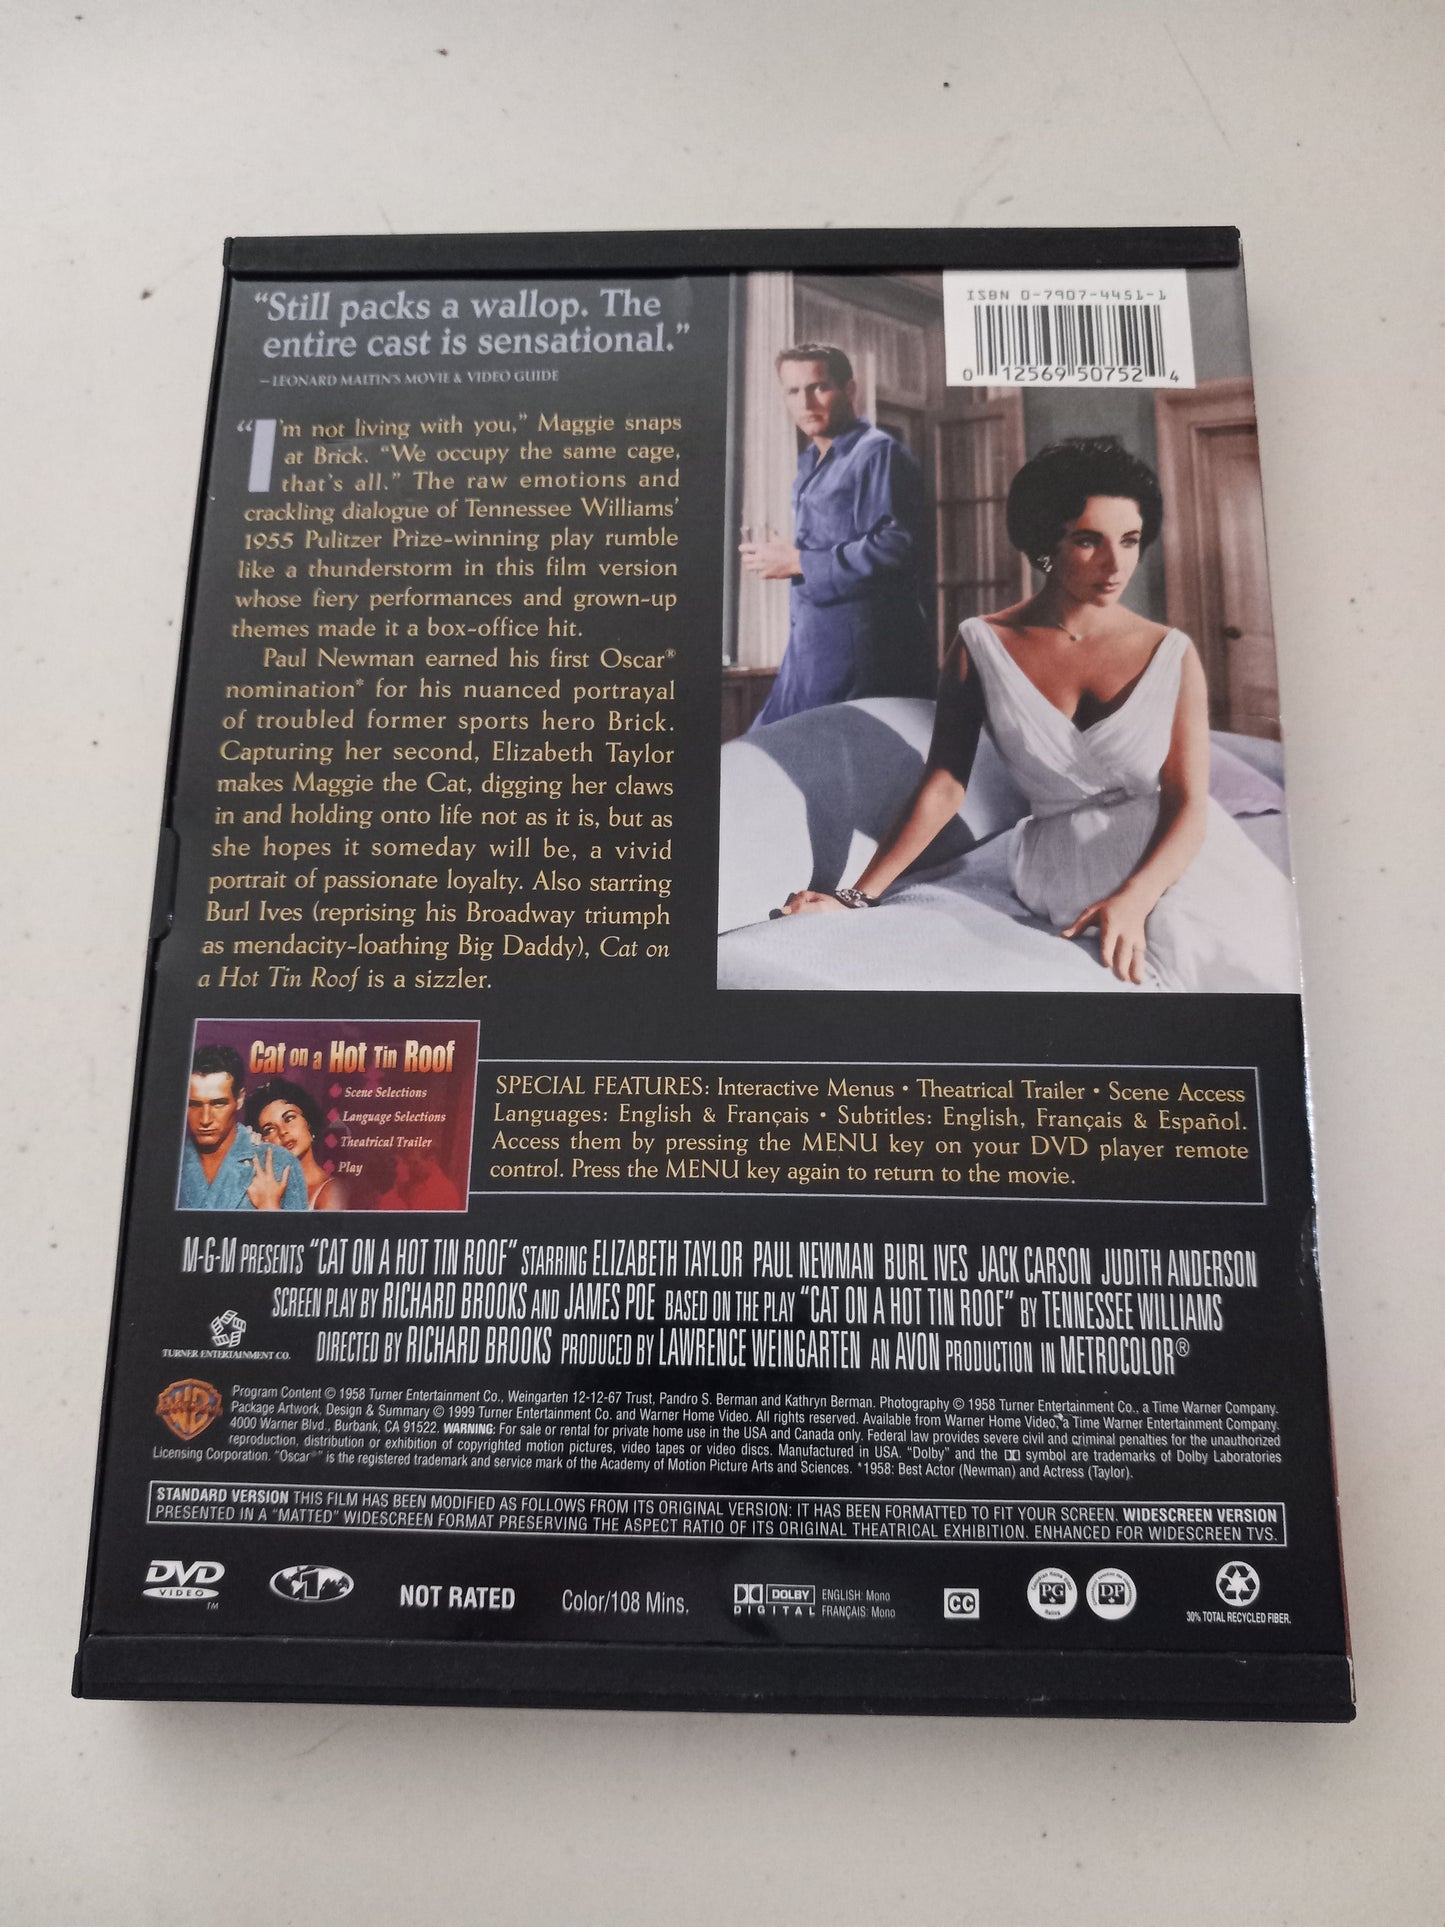 “Still packs a wallop. The
entire cast is sensational.”
– LEONARD MALTIN'S MOVIE & VIDEO GUIDE
ISBN 0-7907-4451-1
0 12569 50752 4
“I'm not living with you,” Maggie snaps
at Brick. “We occupy the same cage,
that's all.” The raw emotions and
crackling dialogue of Tennessee Williams'
1955 Pulitzer Prize-winning play rumble
like a thunderstorm in this film version
whose fiery performances and grown-up
themes made it a box-office hit.
Paul Newman earned his first Oscar®
nomination* for his nuanced portrayal
of troubled former sports hero Brick.
Capturing her second, Elizabeth Taylor
makes Maggie the Cat, digging her claws
in and holding onto life not as it is, but as
she hopes it someday will be, a vivid
portrait of passionate loyalty. Also starring
Burl Ives (reprising his Broadway triumph
as mendacity-loathing Big Daddy), Cat on
a Hot Tin Roof is a sizzler.
Cat on a Hot Tin Roof
Scene Selections
Language Selections
Theatrical Trailer
Play
SPECIAL FEATURES: Interactive Menus • Theatrical Trailer • Scene Access
Languages: English & Français • Subtitles: English, Français & Español.
Access them by pressing the MENU key on your DVD player remote
control. Press the MENU key again to return to the movie.
M-G-M PRESENTS “CAT ON A HOT TIN ROOF” STARRING ELIZABETH TAYLOR PAUL NEWMAN BURL IVES JACK CARSON JUDITH ANDERSON
SCREEN PLAY BY RICHARD BROOKS AND JAMES POE BASED ON THE PLAY “CAT ON A HOT TIN ROOF” BY TENNESSEE WILLIAMS
DIRECTED BY RICHARD BROOKS PRODUCED BY LAWRENCE WEINGARTEN AN AVON PRODUCTION IN METROCOLOR®
TURNER ENTERTAINMENT CO.
Program Content © 1958 Turner Entertainment Co., Weingarten 12-12-67 Trust, Pandro S. Berman and Kathryn Berman. Photography © 1958 Turner Entertainment Co., a Time Warner Company.
Package Artwork, Design & Summary © 1999 Turner Entertainment Co. and Warner Home Video. All rights reserved. Available from Warner Home Video, a Time Warner Entertainment Company.
4000 Warner Blvd., Burbank, CA 91522. WARNING: For sale or rental for private home use in the USA and Canada only. Federal law provides severe civil and criminal penalties for the unauthorized
reproduction, distribution or exhibition of copyrighted motion pictures, video tapes or video discs. Manufactured in USA. “Dolby” and the DD symbol are trademarks of Dolby Laboratories
Licensing Corporation. “Oscar®” is the registered trademark and service mark of the Academy of Motion Picture Arts and Sciences. *1958: Best Actor (Newman) and Actress (Taylor).
STANDARD VERSION THIS FILM HAS BEEN MODIFIED AS FOLLOWS FROM ITS ORIGINAL VERSION: IT HAS BEEN FORMATTED TO FIT YOUR SCREEN. WIDESCREEN VERSION
PRESENTED IN A “MATTED” WIDESCREEN FORMAT PRESERVING THE ASPECT RATIO OF ITS ORIGINAL THEATRICAL EXHIBITION. ENHANCED FOR WIDESCREEN TVS.
DVD
VIDEO
TM
1
NOT RATED
Color/108 Mins.
DOLBY
DIGITAL
ENGLISH: Mono
FRANÇAIS: Mono
CC
PG
DP
30% TOTAL RECYCLED FIBER.